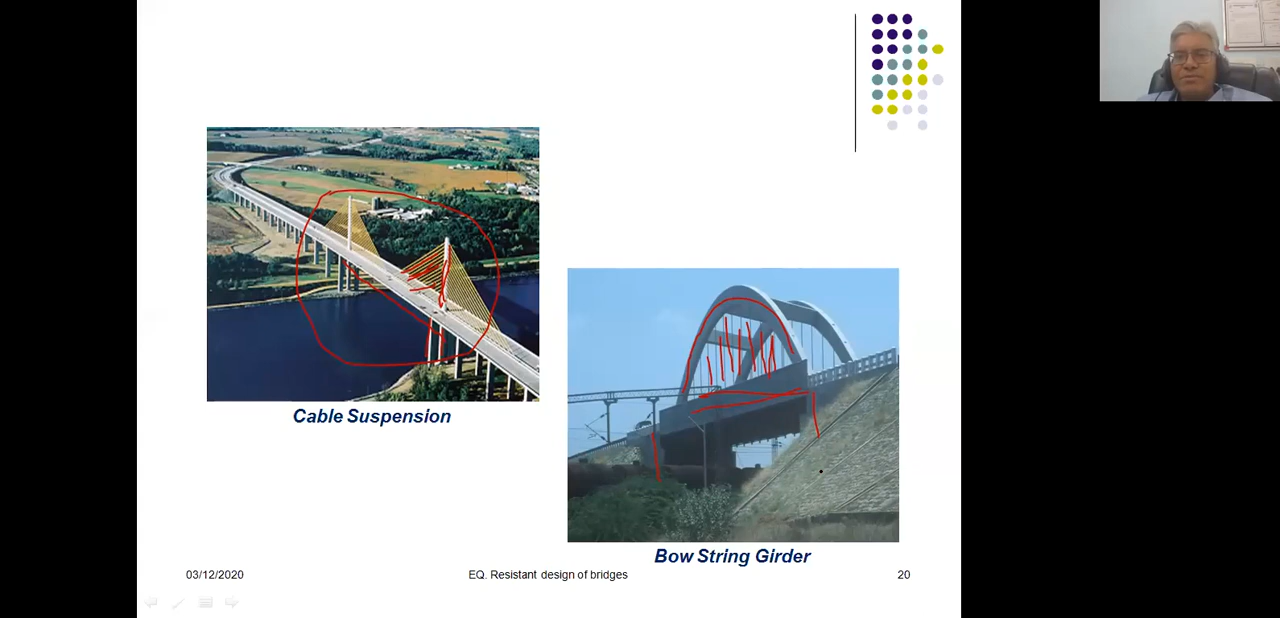 Cable Suspension
Bow String Girder
03/12/2020
EQ. Resistant design of bridges
20